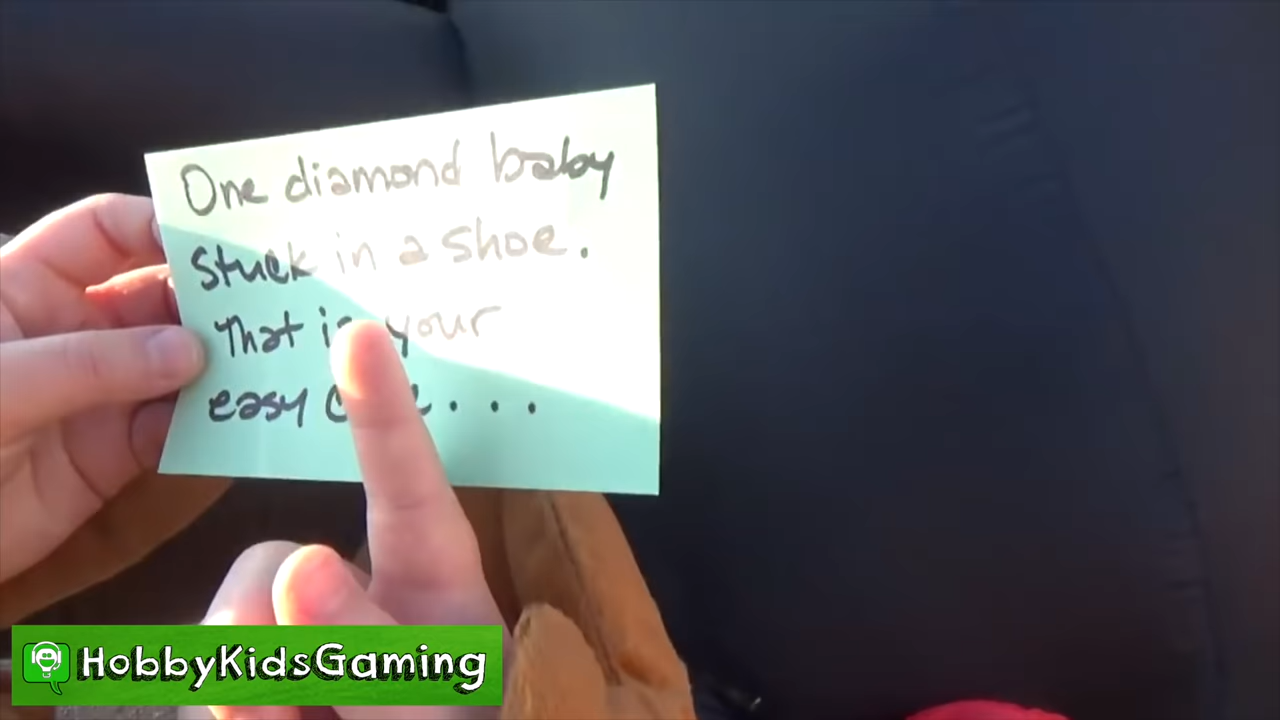 One diamond baby
stuck in a shoe.
That is your
easy ...
HobbyKidsGaming